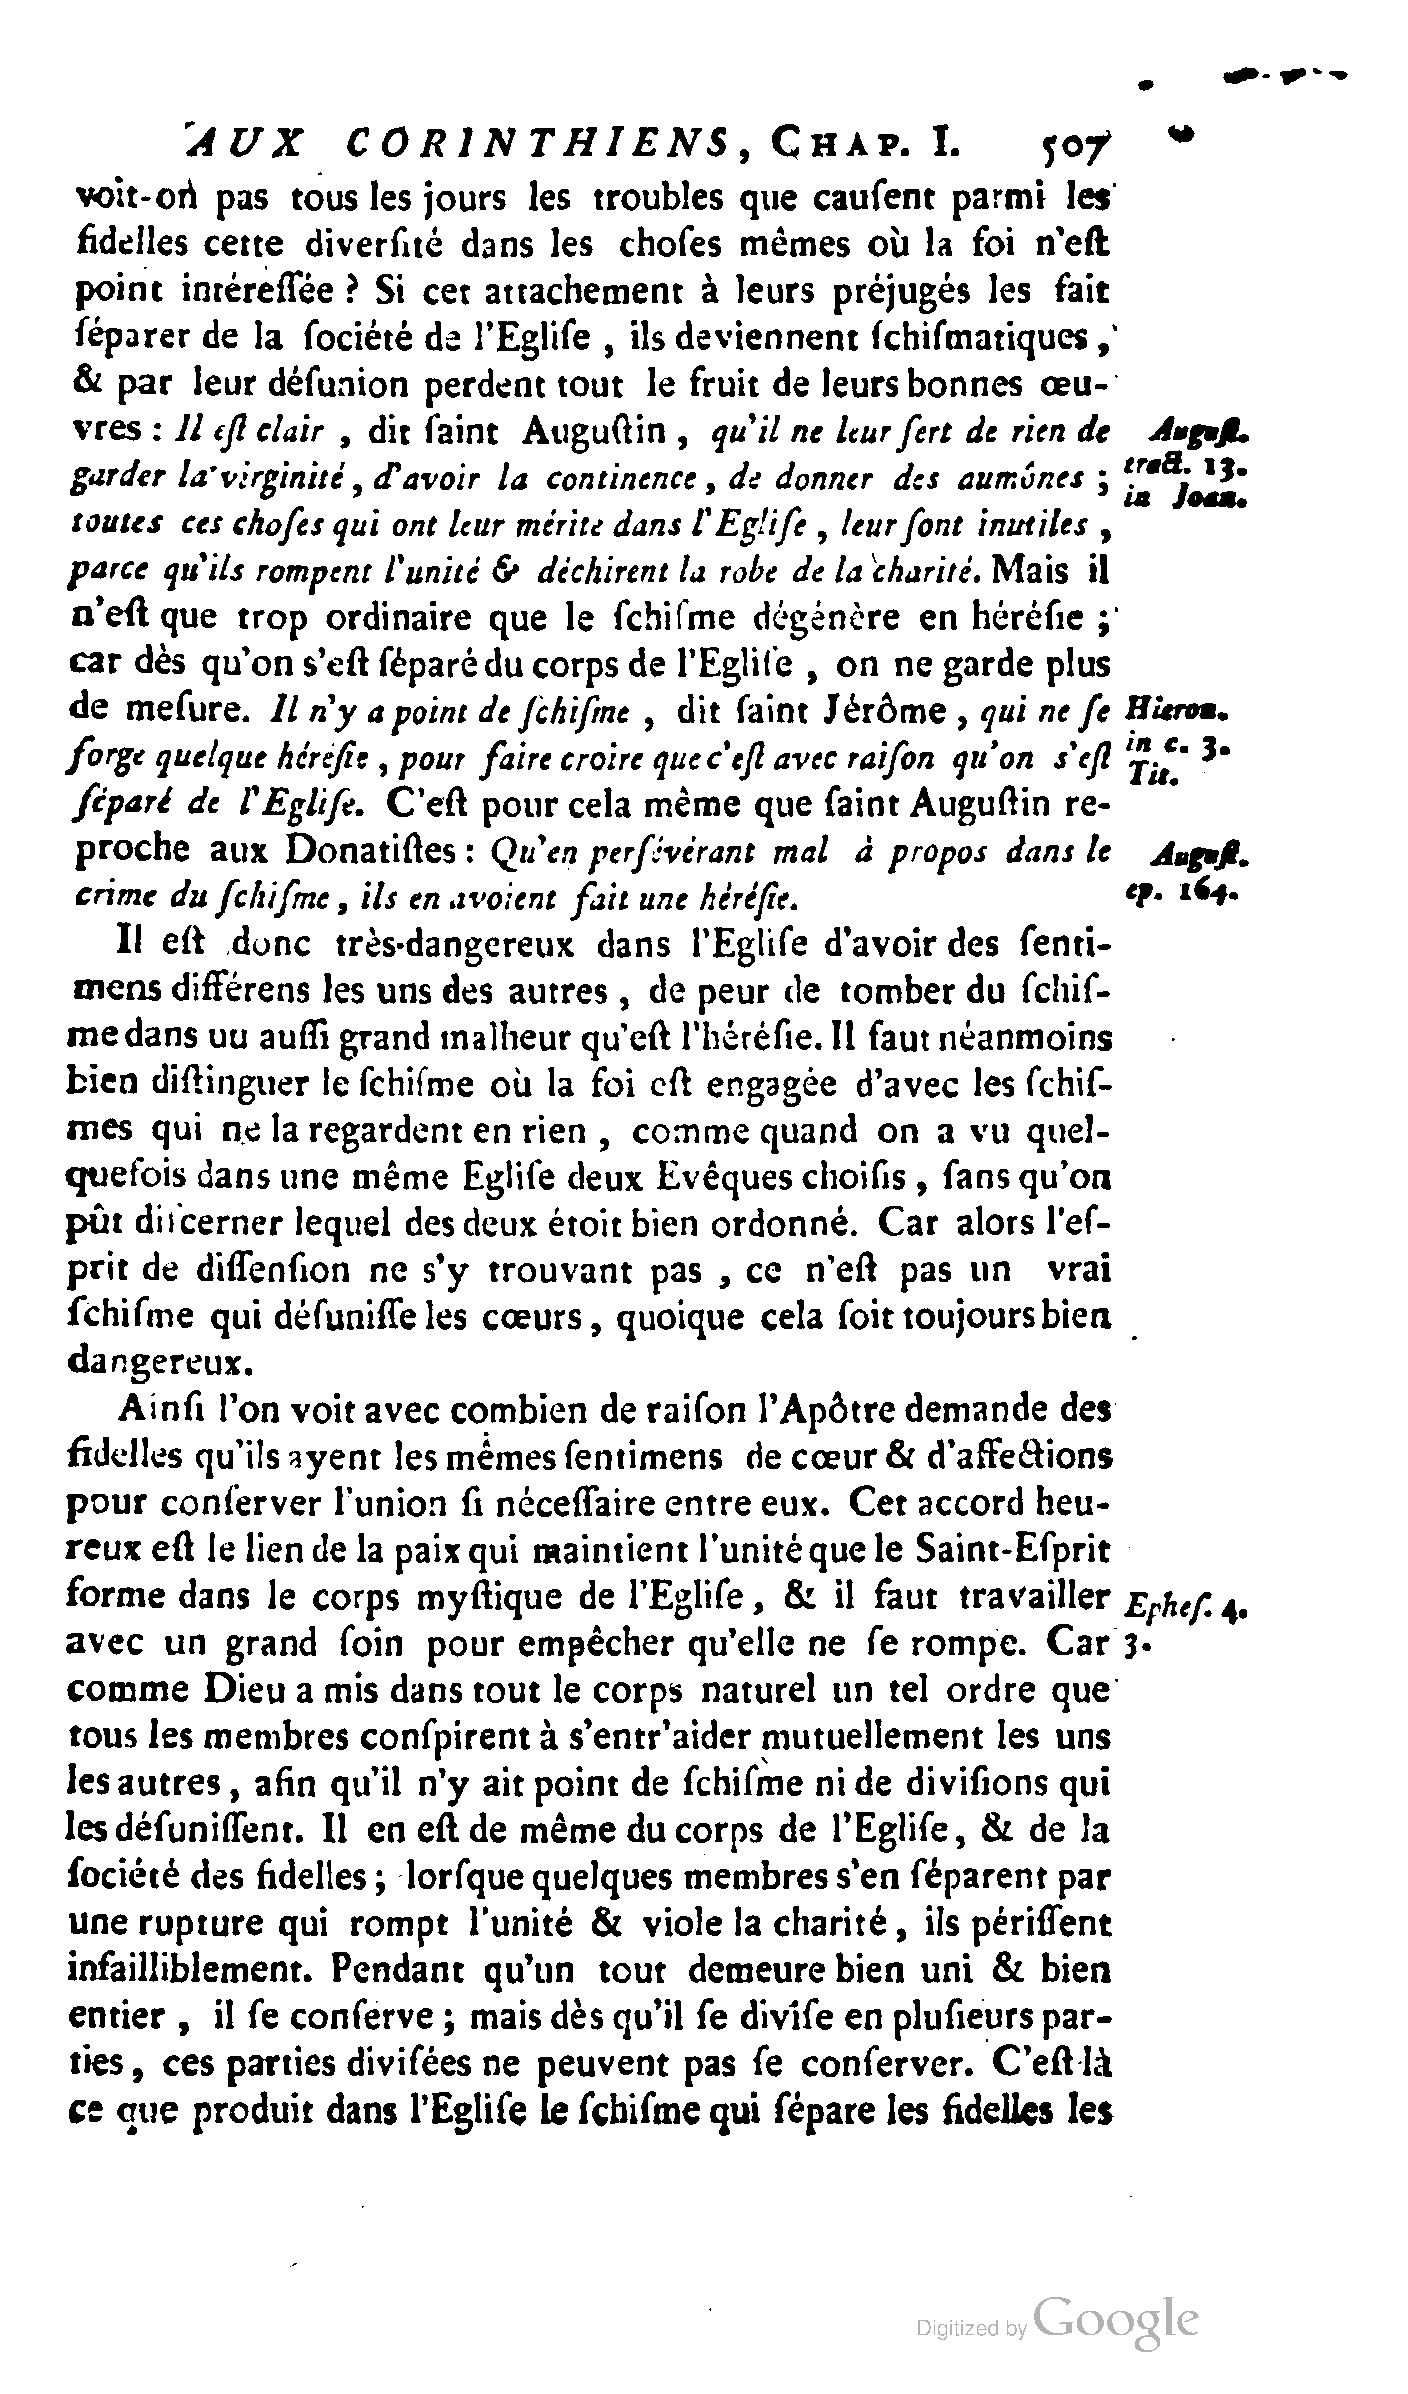 AUX CORINTHIENS, CHAP. I. 507
voit-on pas tous les jours les troubles que cauſent parmi les
fidelles cette diverſité dans les choſes mêmes où la foi n'eſt
point intéreſſée ? Si cet attachement à leurs préjugés les fait
ſéparer de la ſociété de l'Egliſe , ils deviennent ſchiſmatiques ,
& par leur déſunion perdent tout le fruit de leurs bonnes œu-
vres : Il eſt clair , dit ſaint Auguſtin , qu'il ne leur ſert de rien de
garder la virginité , d'avoir la continence , de donner des aumônes ;
toutes ces choſes qui ont leur mérite dans l'Egliſe , leur ſont inutiles ,
parce qu'ils rompent l'unité & déchirent la robe de la charité. Mais il
n'eſt que trop ordinaire que le ſchiſme dégénère en héréſie ;
car dès qu'on s'eſt ſéparé du corps de l'Egliſe , on ne garde plus
de meſure. Il n'y a point de ſchiſme , dit ſaint Jérôme , qui ne ſe
forge quelque héréſie , pour faire croire que c'eſt avec raiſon qu'on s'eſt
ſéparé de l'Egliſe. C'eſt pour cela même que ſaint Auguſtin re-
proche aux Donatiſtes : Qu'en perſévérant mal à propos dans le
crime du ſchiſme , ils en avoient fait une héréſie.
Il eſt donc très-dangereux dans l'Egliſe d'avoir des ſenti-
mens différens les uns des autres , de peur de tomber du ſchiſ-
me dans uu auſſi grand malheur qu'eſt l'héréſie. Il faut néanmoins
bien diſtinguer le ſchiſme où la foi eſt engagée d'avec les ſchiſ-
mes qui ne la regardent en rien , comme quand on a vu quel-
quefois dans une même Egliſe deux Evêques choiſis , ſans qu'on
pût diſcerner lequel des deux étoit bien ordonné. Car alors l'eſ-
prit de diſſenſion ne s'y trouvant pas , ce n'eſt pas un vrai
ſchiſme qui déſuniſſe les cœurs , quoique cela ſoit toujours bien
dangereux.
Ainſi l'on voit avec combien de raiſon l'Apôtre demande des
fidelles qu'ils ayent les mêmes ſentimens de cœur & d'affections
pour conſerver l'union ſi néceſſaire entre eux. Cet accord heu-
reux eſt le lien de la paix qui maintient l'unité que le Saint-Eſprit
forme dans le corps myſtique de l'Egliſe , & il faut travailler
avec un grand ſoin pour empêcher qu'elle ne ſe rompe. Car
comme Dieu a mis dans tout le corps naturel un tel ordre que
tous les membres conſpirent à s'entr'aider mutuellement les uns
les autres , afin qu'il n'y ait point de ſchiſme ni de diviſions qui
les déſuniſſent. Il en eſt de même du corps de l'Egliſe , & de la
ſociété des fidelles ; lorſque quelques membres s'en ſéparent par
une rupture qui rompt l'unité & viole la charité , ils périſſent
infailliblement. Pendant qu'un tout demeure bien uni & bien
entier , il ſe conſerve ; mais dès qu'il ſe diviſe en pluſieurs par-
ties , ces parties diviſées ne peuvent pas ſe conſerver. C'eſt-là
ce que produit dans l'Egliſe le ſchiſme qui ſépare les fidelles les
Auguſt.
tract. 13.
in Joan.
Hieron.
in c. 3.
Tit.
Auguſt.
ep. 164.
Epheſ. 4.
3.
Digitized by Google